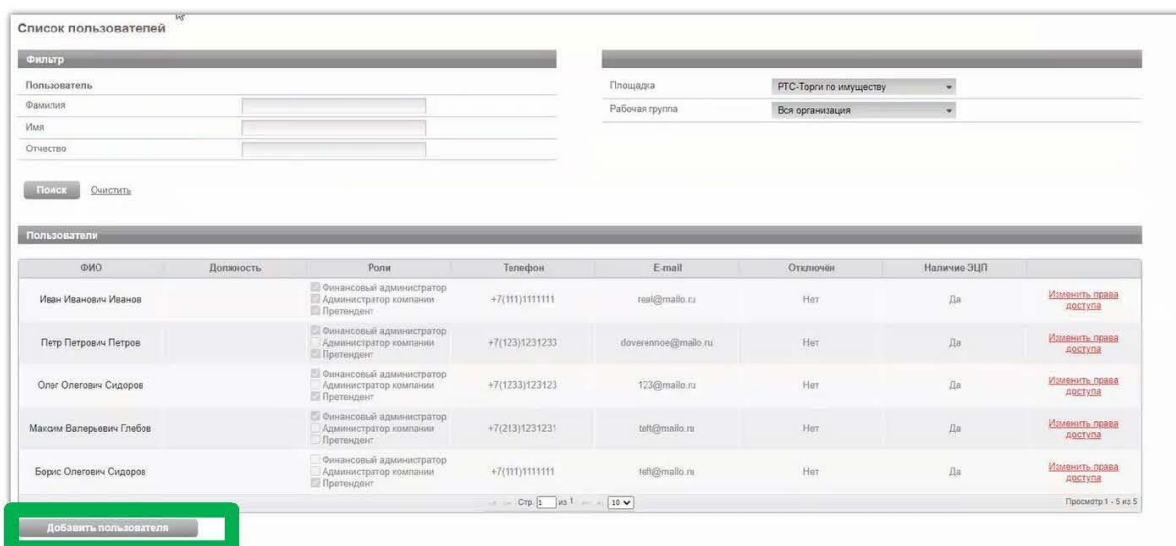 Список пользователей
Фильтр
Пользователь
Фамилия
Имя
Отчество
Площадка РТС-Торги по имуществу
Рабочая группа Вся организация
Поиск Очистить
Пользователи
ФИО Должность Роли Телефон E-mail Отключён Наличие ЭЦП
Иван Иванович Иванов
Финансовый администратор
Администратор компании
Претендент
+7(111)1111111 real@mailo.ru Нет Да
Изменить права
доступа
Петр Петрович Петров
Финансовый администратор
Администратор компании
Претендент
+7(123)1231233 doverennoe@mailo.ru Нет Да
Изменить права
доступа
Олег Олегович Сидоров
Финансовый администратор
Администратор компании
Претендент
+7(1233)123123 123@mailo.ru Нет Да
Изменить права
доступа
Максим Валерьевич Глебов
Финансовый администратор
Администратор компании
Претендент
+7(213)1231231 Нет Да
Изменить права
доступа
Борис Олегович Сидоров
Финансовый администратор
Администратор компании
Претендент
+7(111)1111111 Нет Да
Изменить права
доступа
Стр. 1 из 1 10
Просмотр 1 - 5 из 5
Добавить пользователя